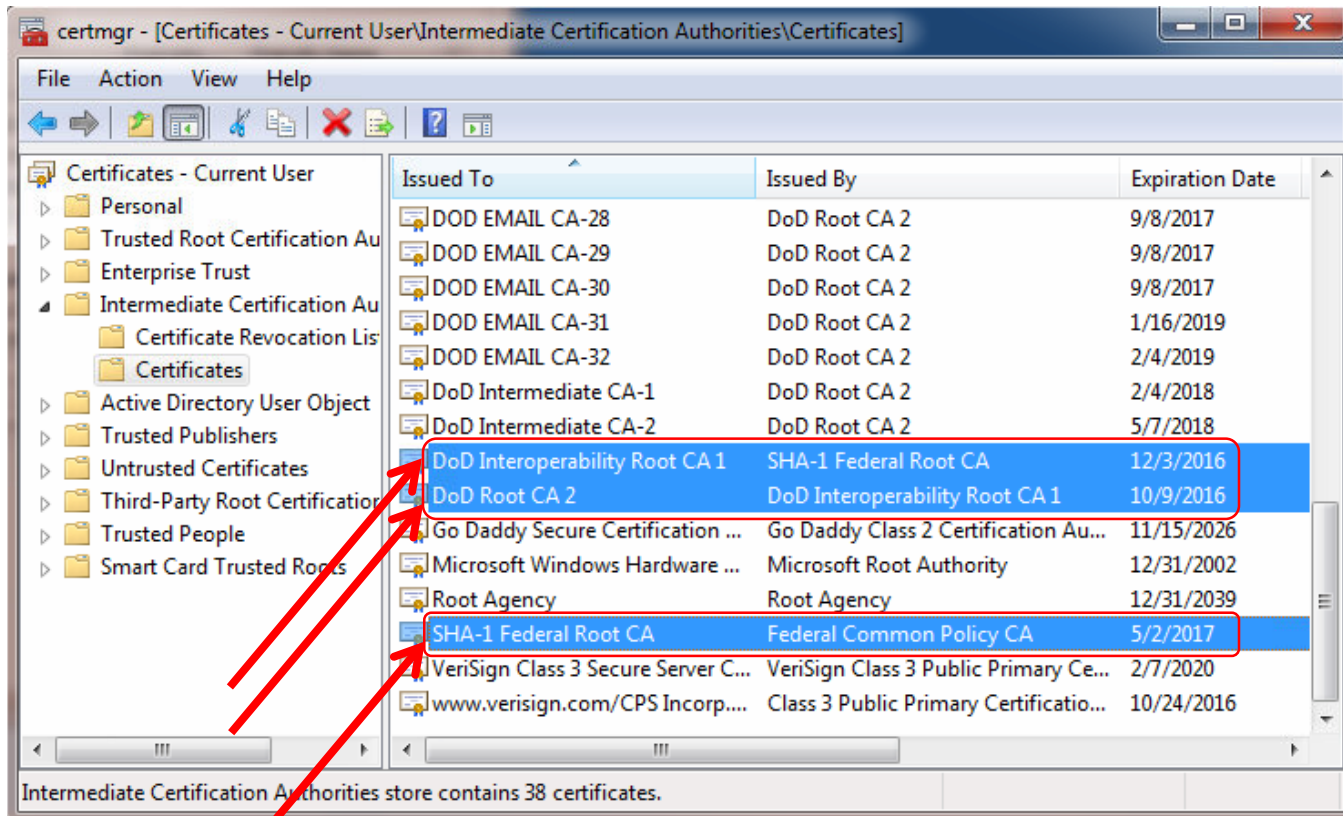 certmgr - [Certificates - Current User\Intermediate Certification Authorities\Certificates]
File Action View Help
Certificates - Current User
Personal
Trusted Root Certification Au
Enterprise Trust
Intermediate Certification Au
Certificate Revocation Lis
Certificates
Active Directory User Object
Trusted Publishers
Untrusted Certificates
Third-Party Root Certification
Trusted People
Smart Card Trusted Roots
Issued To Issued By Expiration Date
DOD EMAIL CA-28 DoD Root CA 2 9/8/2017
DOD EMAIL CA-29 DoD Root CA 2 9/8/2017
DOD EMAIL CA-30 DoD Root CA 2 9/8/2017
DOD EMAIL CA-31 DoD Root CA 2 1/16/2019
DOD EMAIL CA-32 DoD Root CA 2 2/4/2019
DoD Intermediate CA-1 DoD Root CA 2 2/4/2018
DoD Intermediate CA-2 DoD Root CA 2 5/7/2018
DoD Interoperability Root CA 1 SHA-1 Federal Root CA 12/3/2016
DoD Root CA 2 DoD Interoperability Root CA 1 10/9/2016
Go Daddy Secure Certification ... Go Daddy Class 2 Certification Au... 11/15/2026
Microsoft Windows Hardware ... Microsoft Root Authority 12/31/2002
Root Agency Root Agency 12/31/2039
SHA-1 Federal Root CA Federal Common Policy CA 5/2/2017
VeriSign Class 3 Secure Server C... VeriSign Class 3 Public Primary Ce... 2/7/2020
www.verisign.com/CPS Incorp.... Class 3 Public Primary Certificatio... 10/24/2016
Intermediate Certification Authorities store contains 38 certificates.